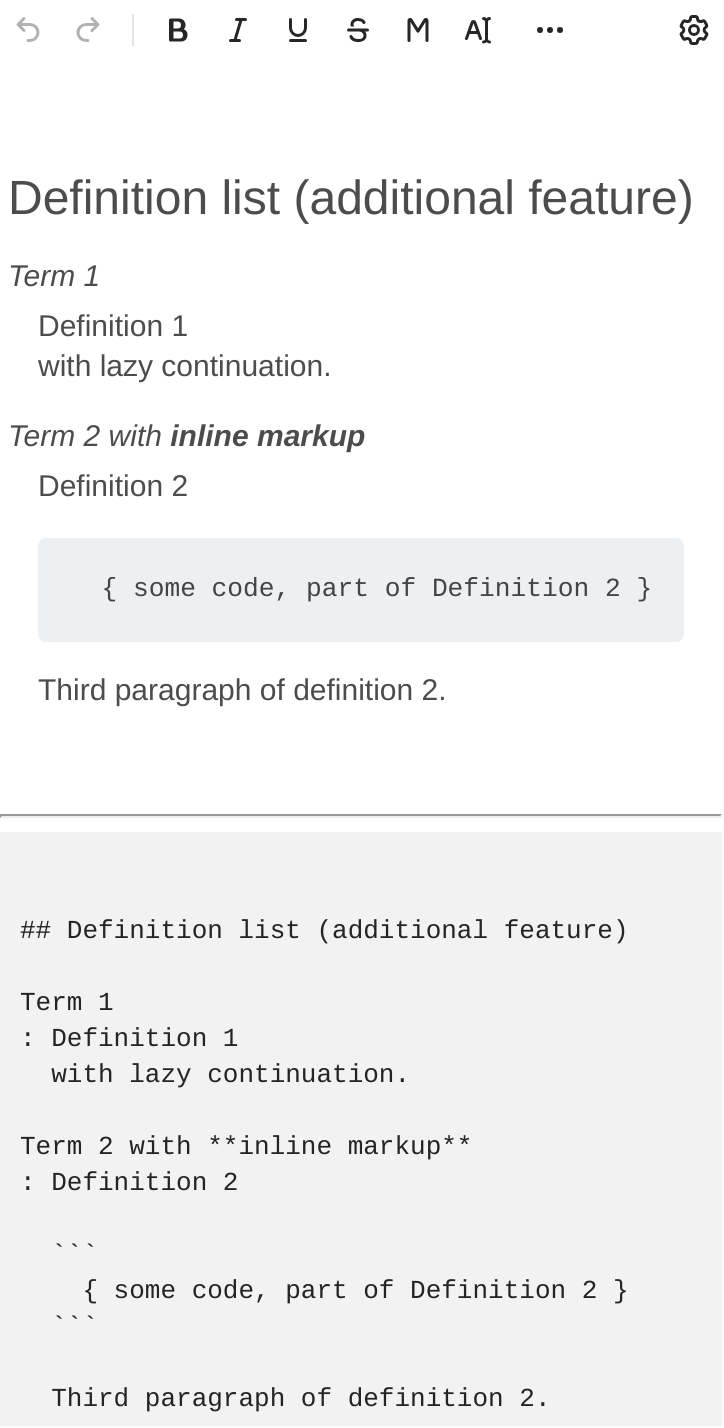 B I U S M AI
Definition list (additional feature)
Term 1
Definition 1
with lazy continuation.
Term 2 with inline markup
Definition 2
{ some code, part of Definition 2 }
Third paragraph of definition 2.
## Definition list (additional feature)
Term 1
: Definition 1
  with lazy continuation.
Term 2 with **inline markup**
: Definition 2
  ```
    { some code, part of Definition 2 }
  ```
  Third paragraph of definition 2.